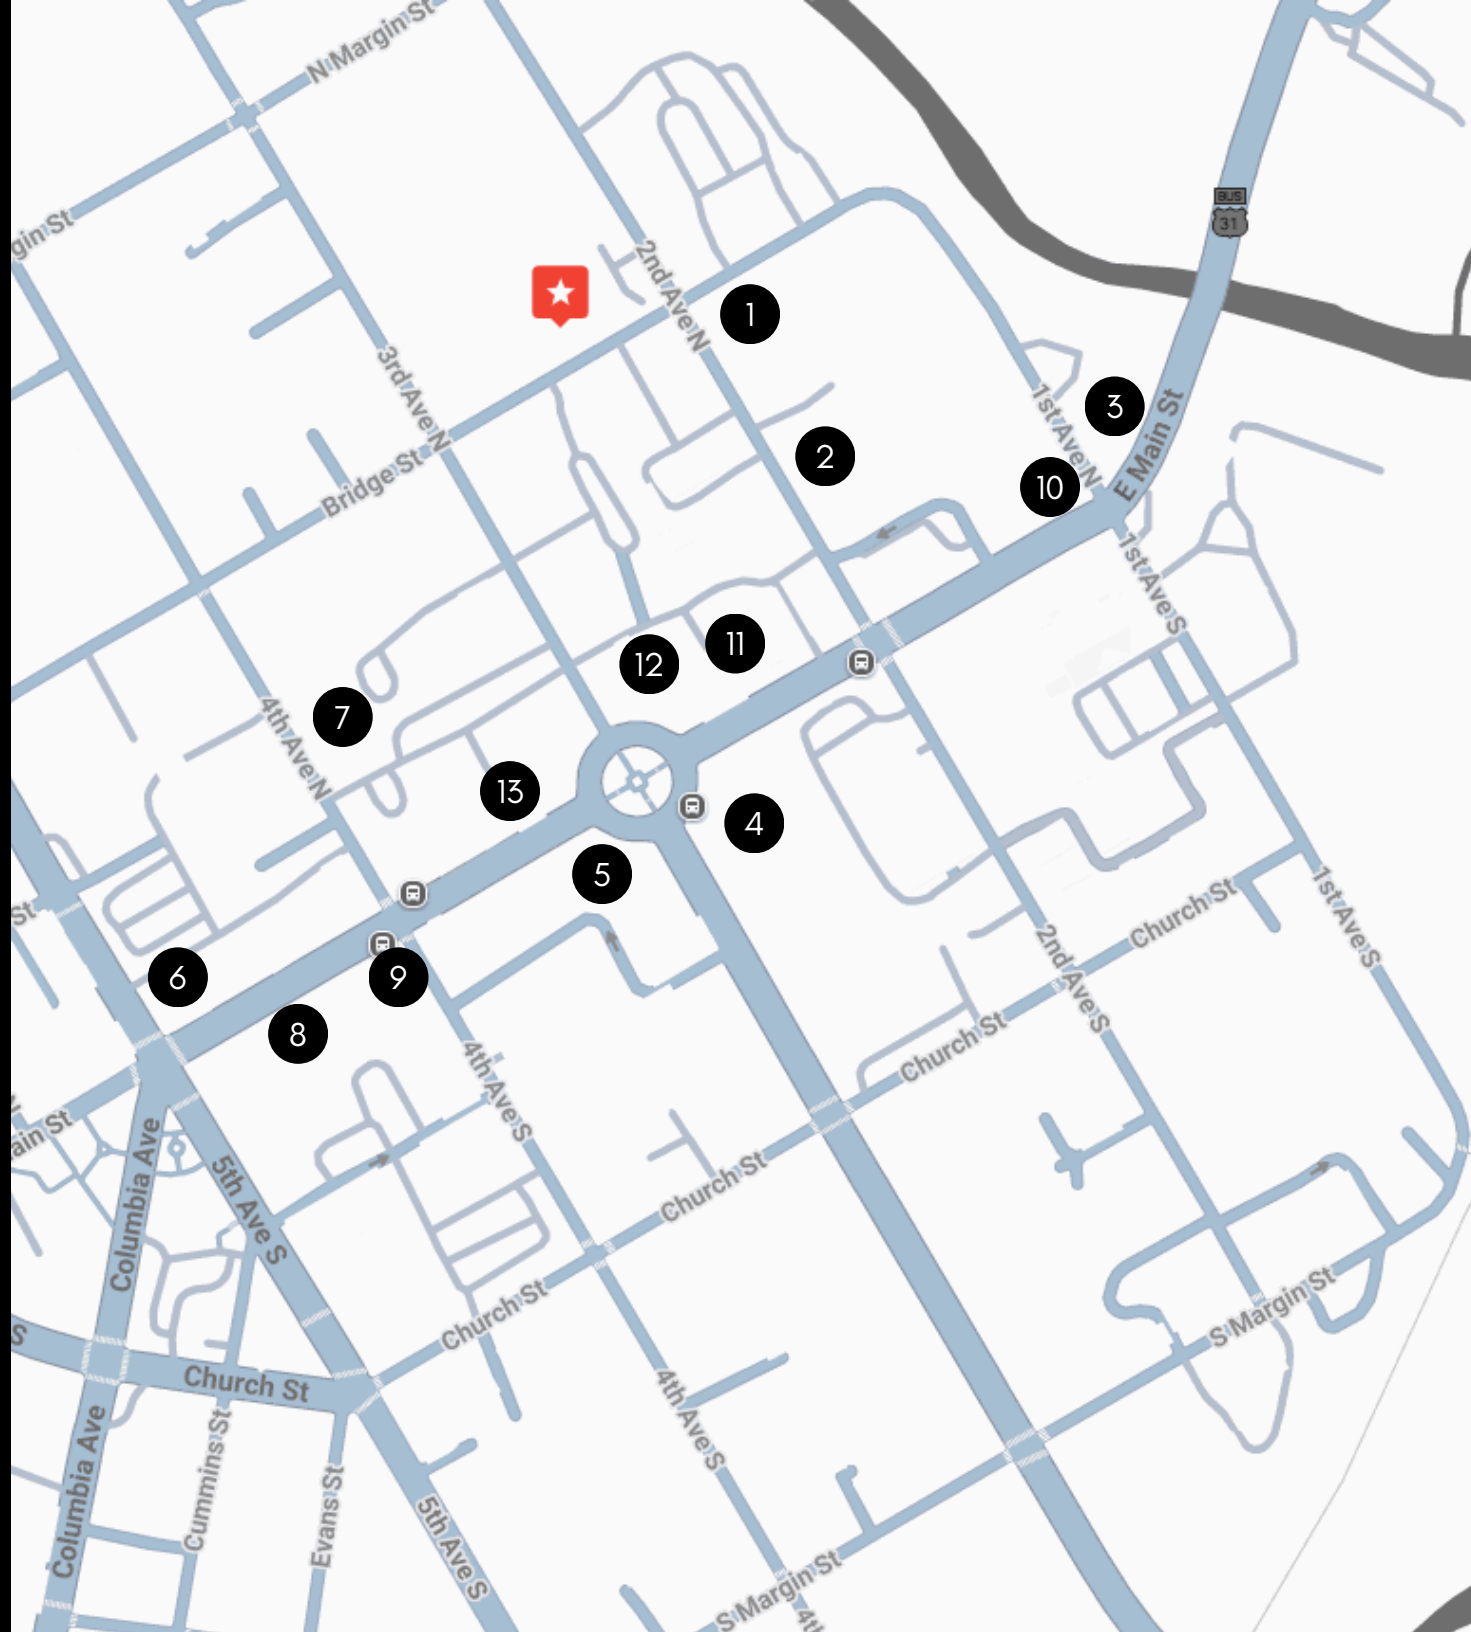 N Margin St
gin St
2nd Ave N
BUS
31
1
3rd Ave N
1st Ave N
3
E Main St
2
Bridge St
10
1st Ave S
11
12
7
4th Ave N
13
4
5
St
1st Ave S
Church St
6
9
2nd Ave S
8
Church St
4th Ave S
ain St
Columbia Ave
5th Ave S
Church St
Church St
S Margin St
S
Church St
4th Ave S
Columbia Ave
Cummins St
Evans St
5th Ave S
S Margin St
4th